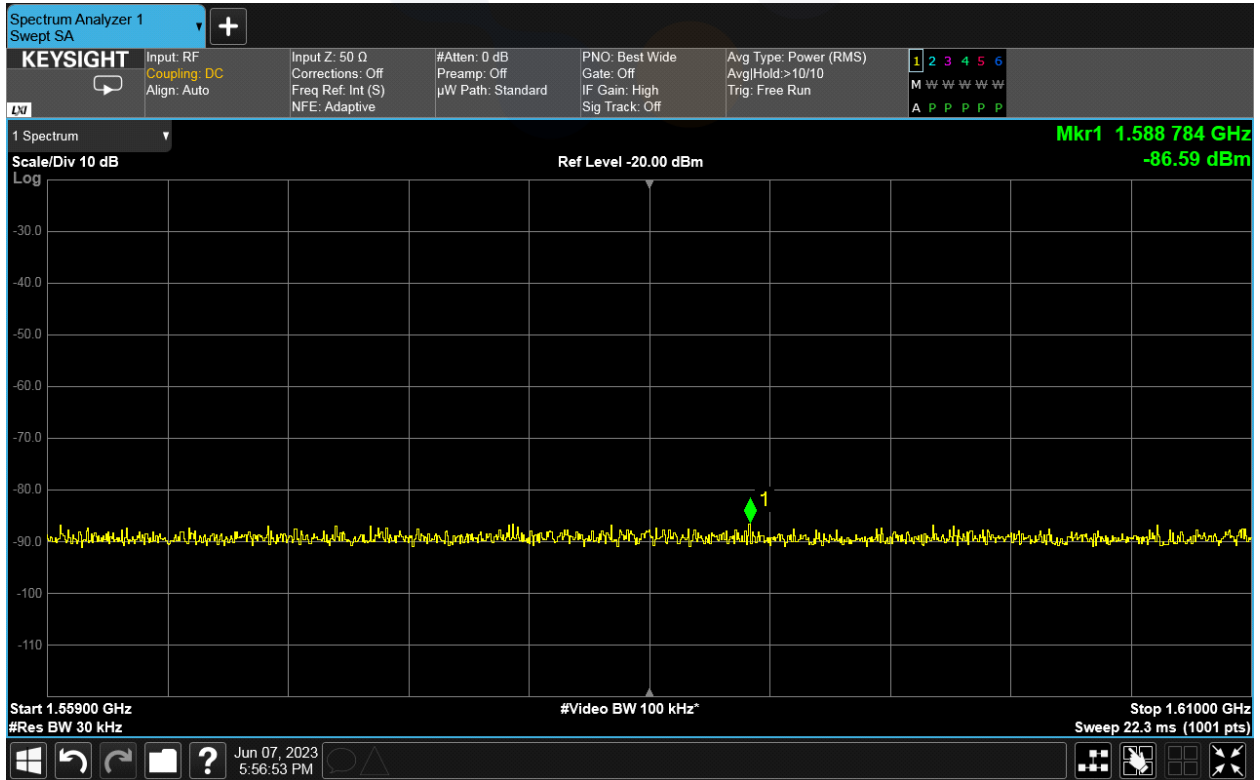 Spectrum Analyzer 1
Swept SA
+
KEYSIGHT
LXI
Input: RF
Coupling: DC
Align: Auto
Input Z: 50 Ω
Corrections: Off
Freq Ref: Int (S)
NFE: Adaptive
#Atten: 0 dB
Preamp: Off
µW Path: Standard
PNO: Best Wide
Gate: Off
IF Gain: High
Sig Track: Off
Avg Type: Power (RMS)
Avg|Hold:>10/10
Trig: Free Run
1 2 3 4 5 6
M W W W W W
A P P P P P
1 Spectrum
Mkr1 1.588 784 GHz
-86.59 dBm
Scale/Div 10 dB
Ref Level -20.00 dBm
Log
-30.0
-40.0
-50.0
-60.0
-70.0
-80.0
1
-90.0
-100
-110
Start 1.55900 GHz
#Video BW 100 kHz*
Stop 1.61000 GHz
#Res BW 30 kHz
Sweep 22.3 ms (1001 pts)
?
Jun 07, 2023
5:56:53 PM